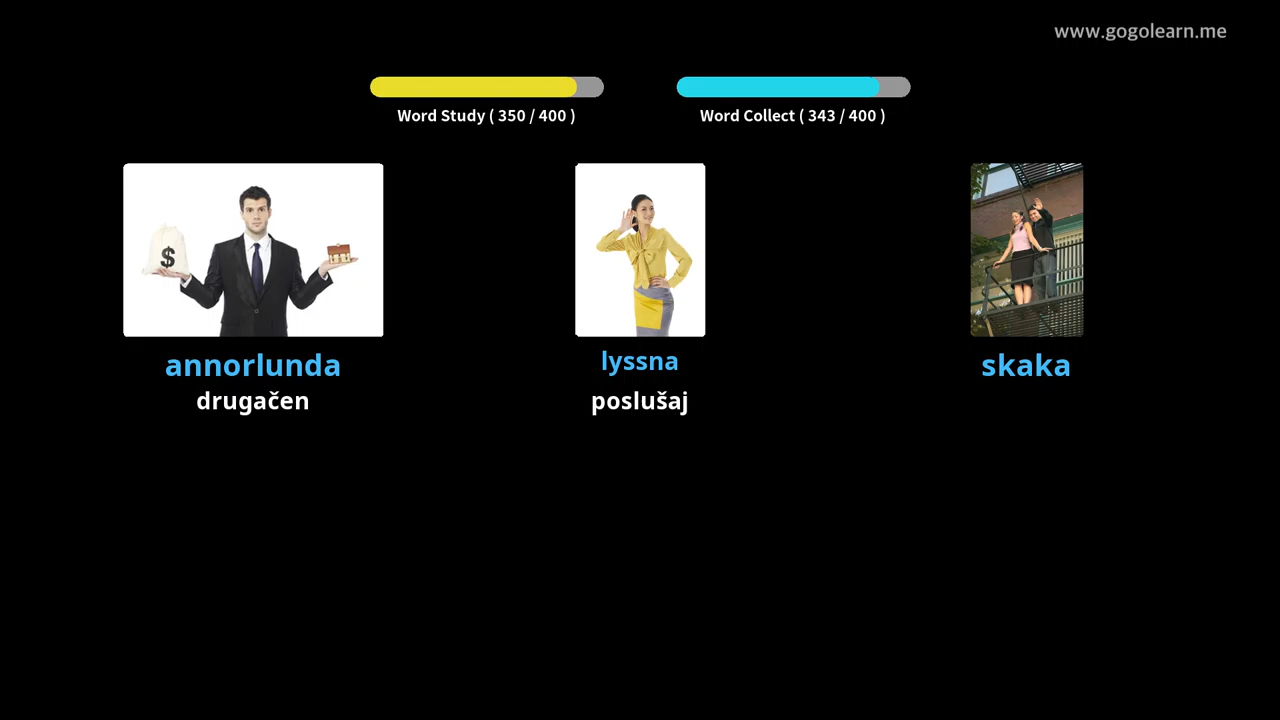 www.gogolearn.me
Word Study ( 350 / 400 )
Word Collect ( 343 / 400 )
$
annorlunda
drugačen
lyssna
poslušaj
skaka